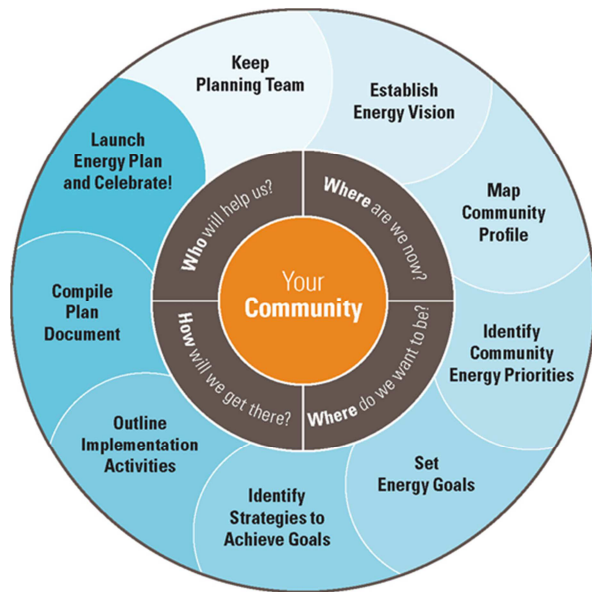 Keep
Planning Team
Establish
Energy Vision
Map
Community
Profile
Identify
Community
Energy Priorities
Set
Energy Goals
Identify
Strategies to
Achieve Goals
Outline
Implementation
Activities
Compile
Plan
Document
Launch
Energy Plan
and Celebrate!
Who will help us?
Where are we now?
Where do we want to be?
How will we get there?
Your
Community